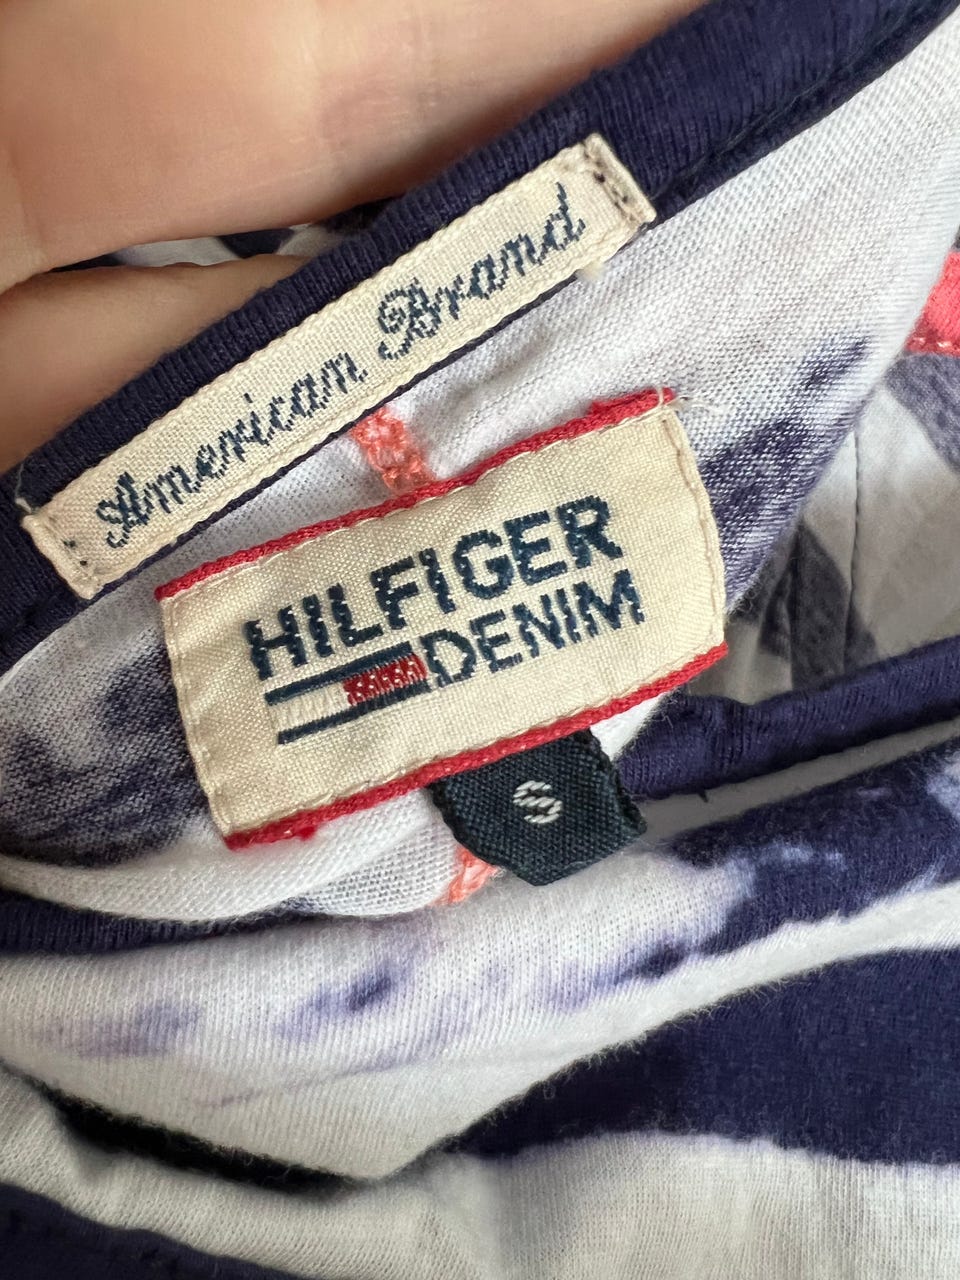 American Brand
HILFIGER
DENIM
S